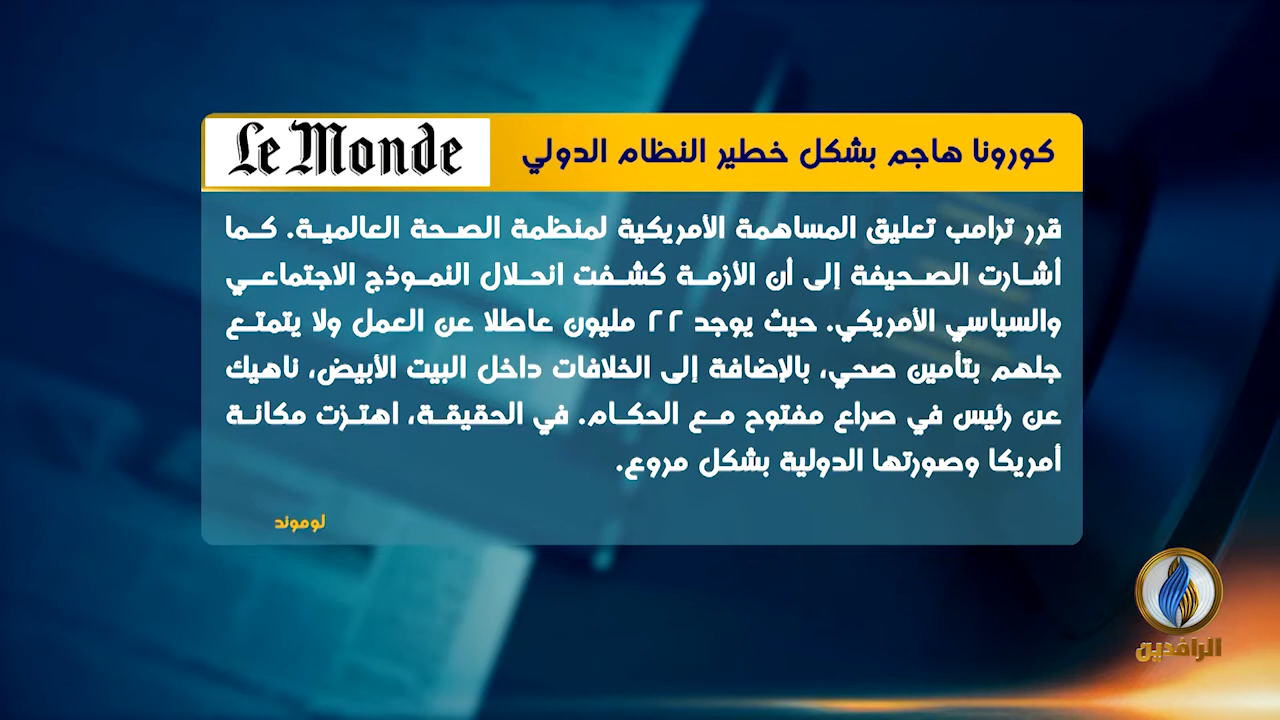 كورونا هاجم بشكل خطير النظام الدولي
Le Monde
قرر ترامب تعليق المساهمة الأمريكية لمنظمة الصحة العالمية. كما
أشارت الصحيفة إلى أن الأزمة كشفت انحلال النموذج الاجتماعي
والسياسي الأمريكي. حيث يوجد ٢٢ مليون عاطلا عن العمل ولا يتمتع
جلهم بتأمين صحي، بالإضافة إلى الخلافات داخل البيت الأبيض، ناهيك
عن رئيس في صراع مفتوح مع الحكام. في الحقيقة، اهتزت مكانة
أمريكا وصورتها الدولية بشكل مروع.
لوموند
الرافدين